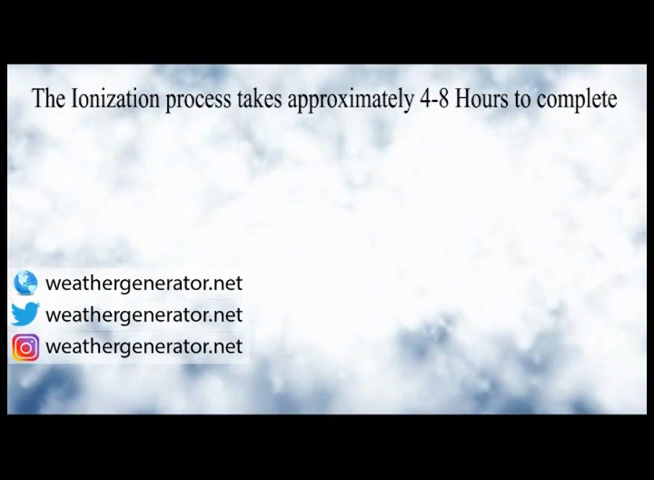 The Ionization process takes approximately 4-8 Hours to complete
weathergenerator.net
weathergenerator.net
weathergenerator.net